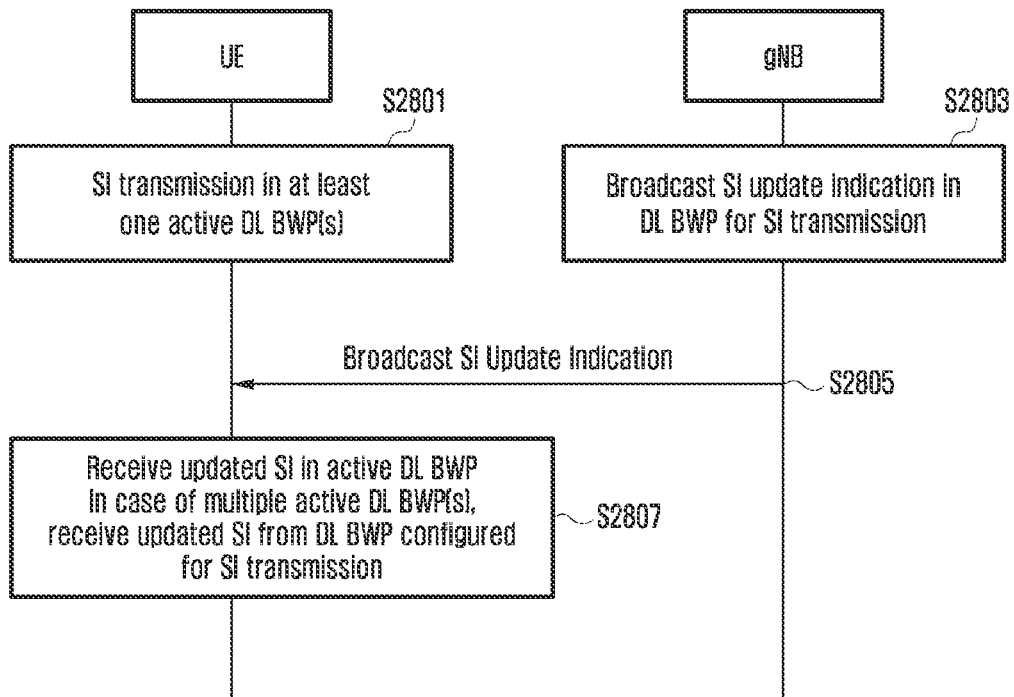 UE
gNB
S2801
S2803
SI transmission in at least
one active DL BWP(s)
Broadcast SI update indication in
DL BWP for SI transmission
Broadcast SI Update Indication
S2805
Receive updated SI in active DL BWP
In case of multiple active DL BWP(s),
receive updated SI from DL BWP configured
for SI transmission
S2807